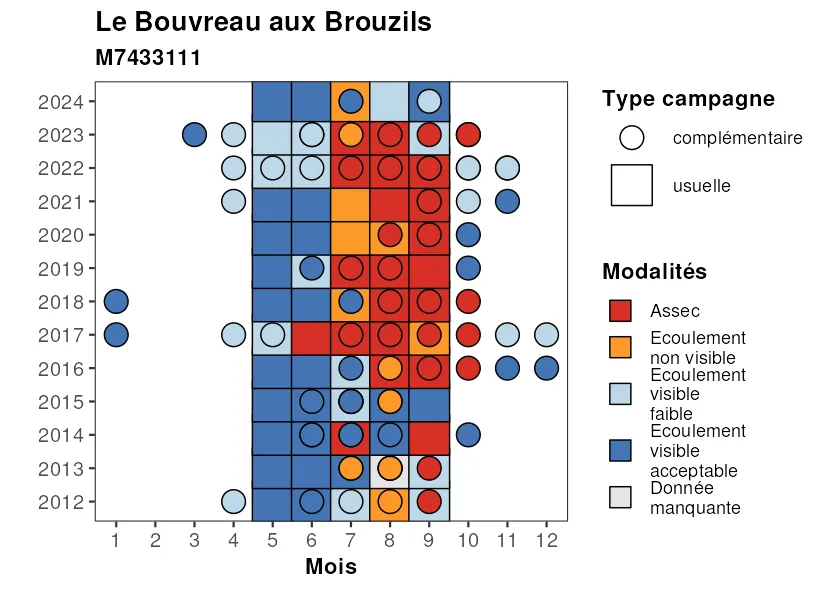 Le Bouvreau aux Brouzils
M7433111
2024
2023
2022
2021
2020
2019
2018
2017
2016
2015
2014
2013
2012
1 2 3 4 5 6 7 8 9 10 11 12
Mois
Type campagne
complémentaire
usuelle
Modalités
Assec
Ecoulement
non visible
Ecoulement
visible
faible
Ecoulement
visible
acceptable
Donnée
manquante